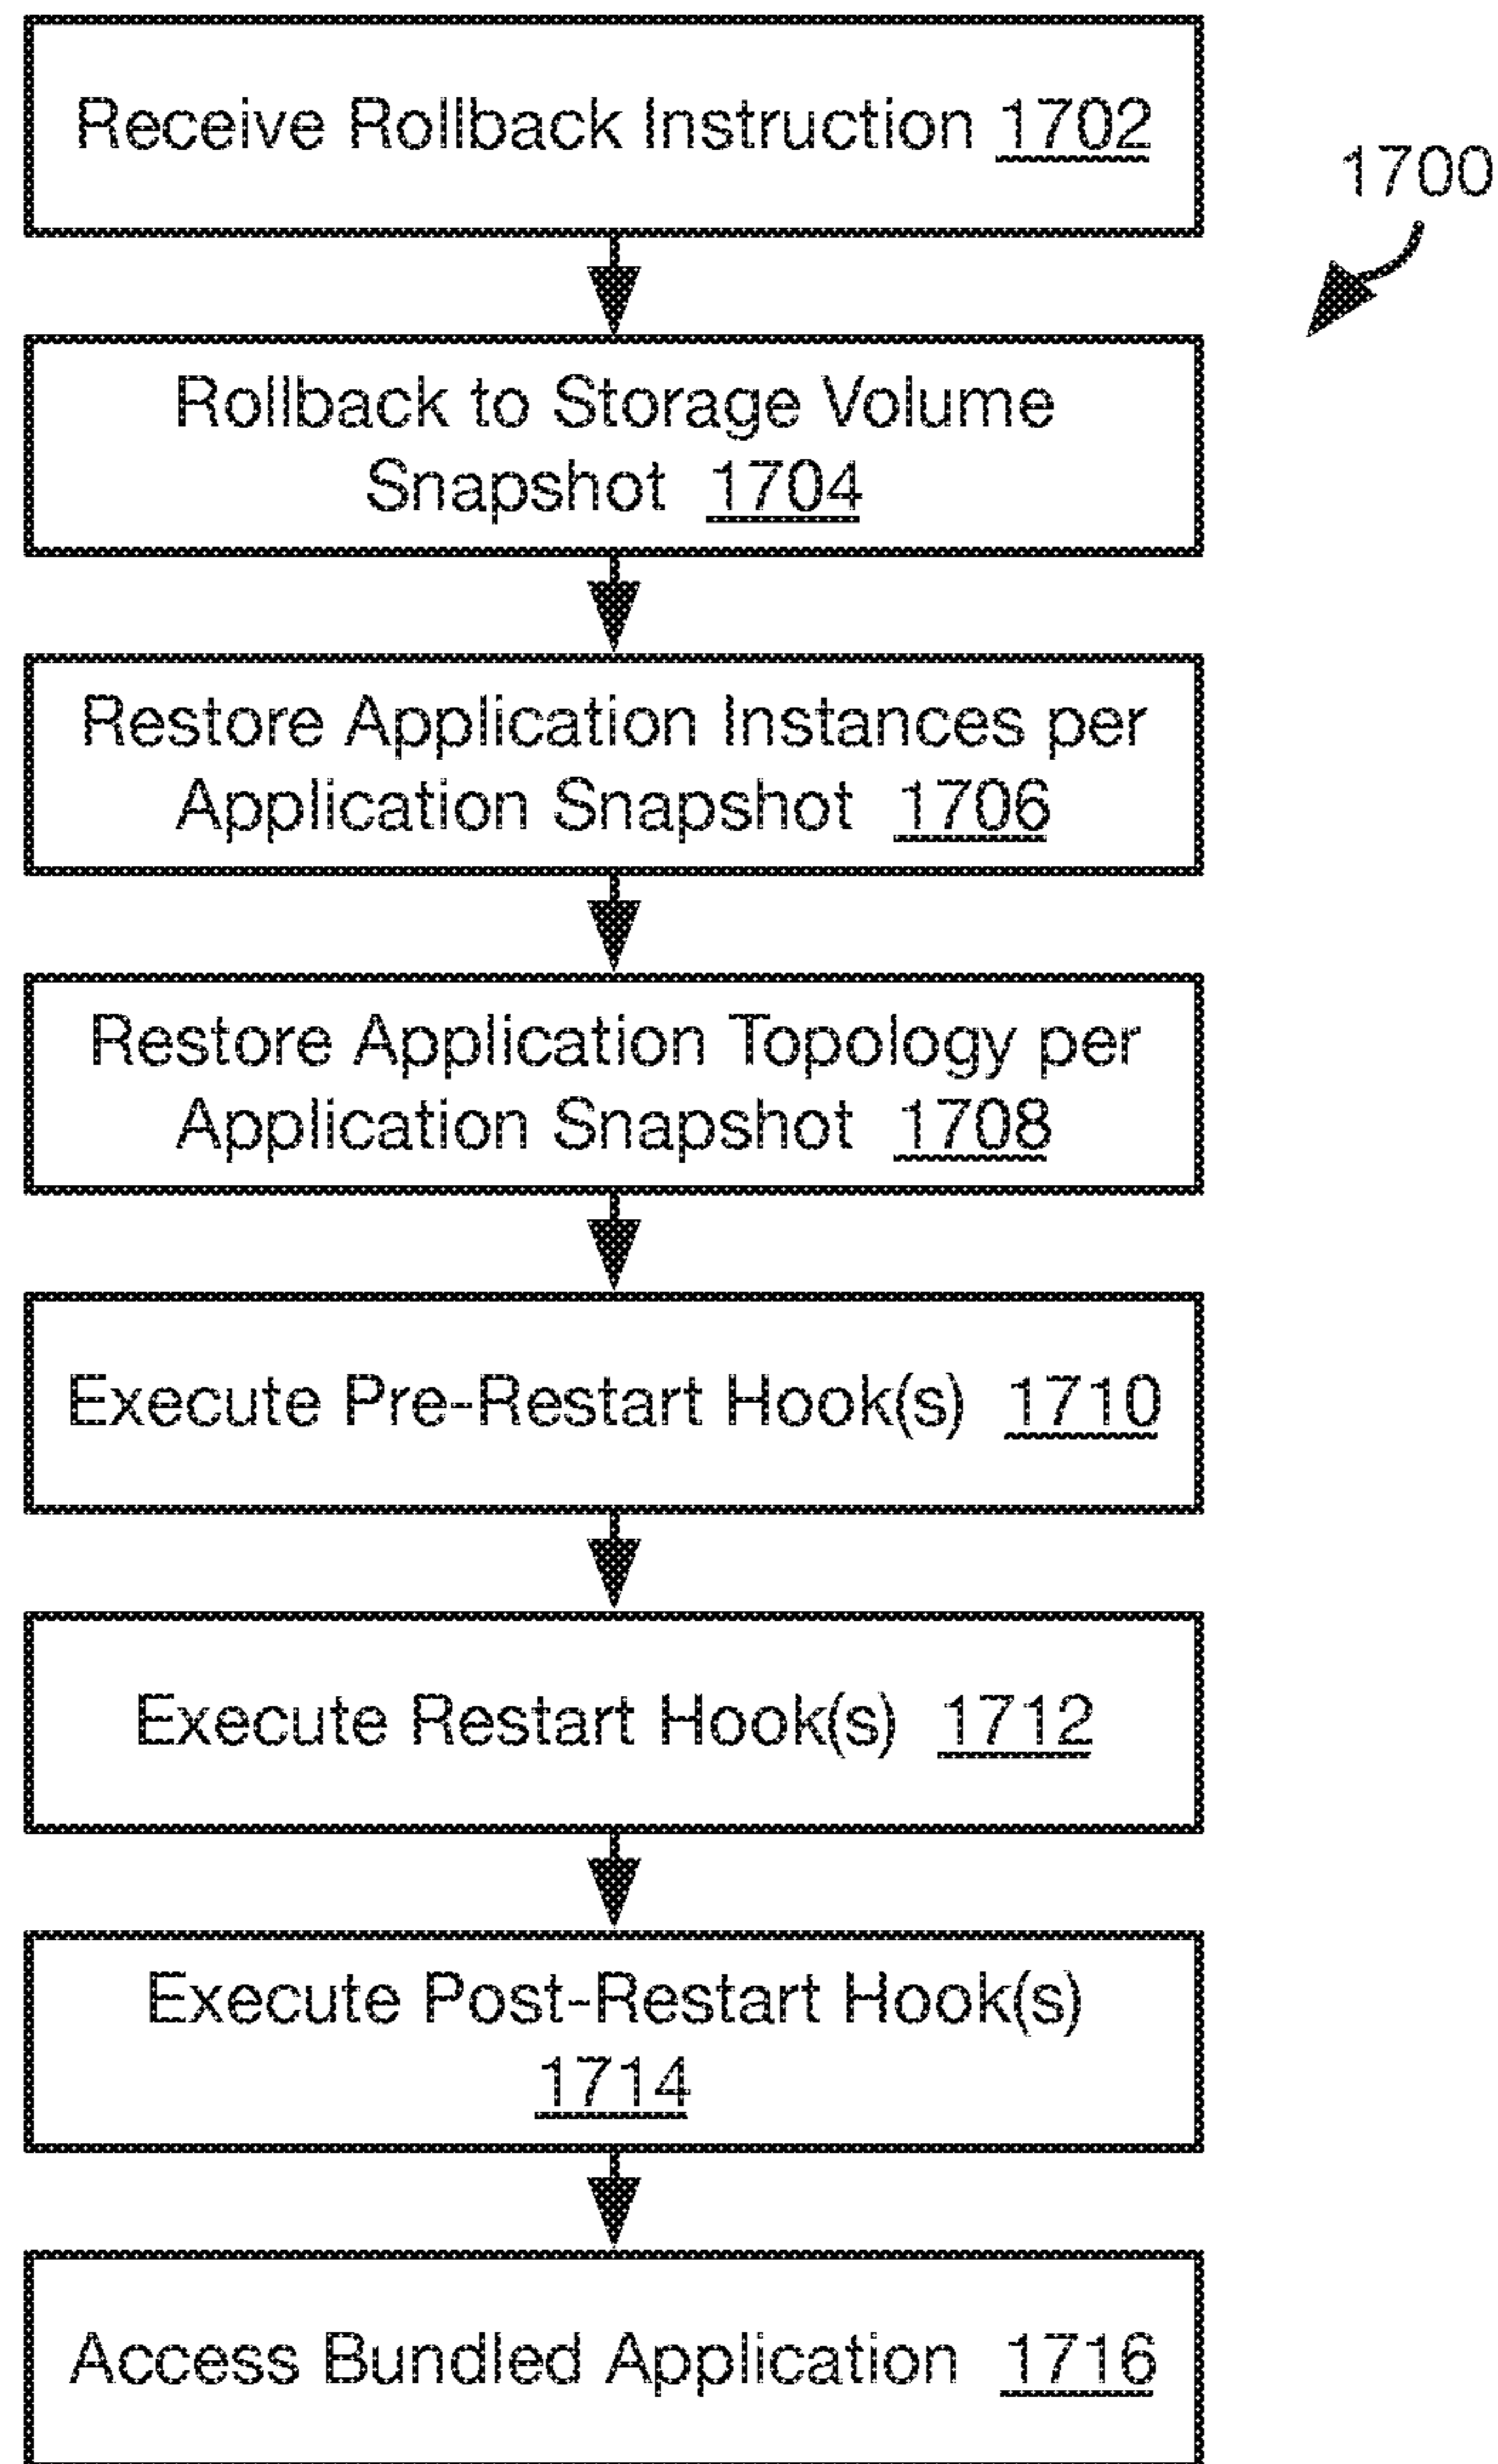 Receive Rollback Instruction 1702
1700
Rollback to Storage Volume
Snapshot 1704
Restore Application Instances per
Application Snapshot 1706
Restore Application Topology per
Application Snapshot 1708
Execute Pre-Restart Hook(s) 1710
Execute Restart Hook(s) 1712
Execute Post-Restart Hook(s)
1714
Access Bundled Application 1716